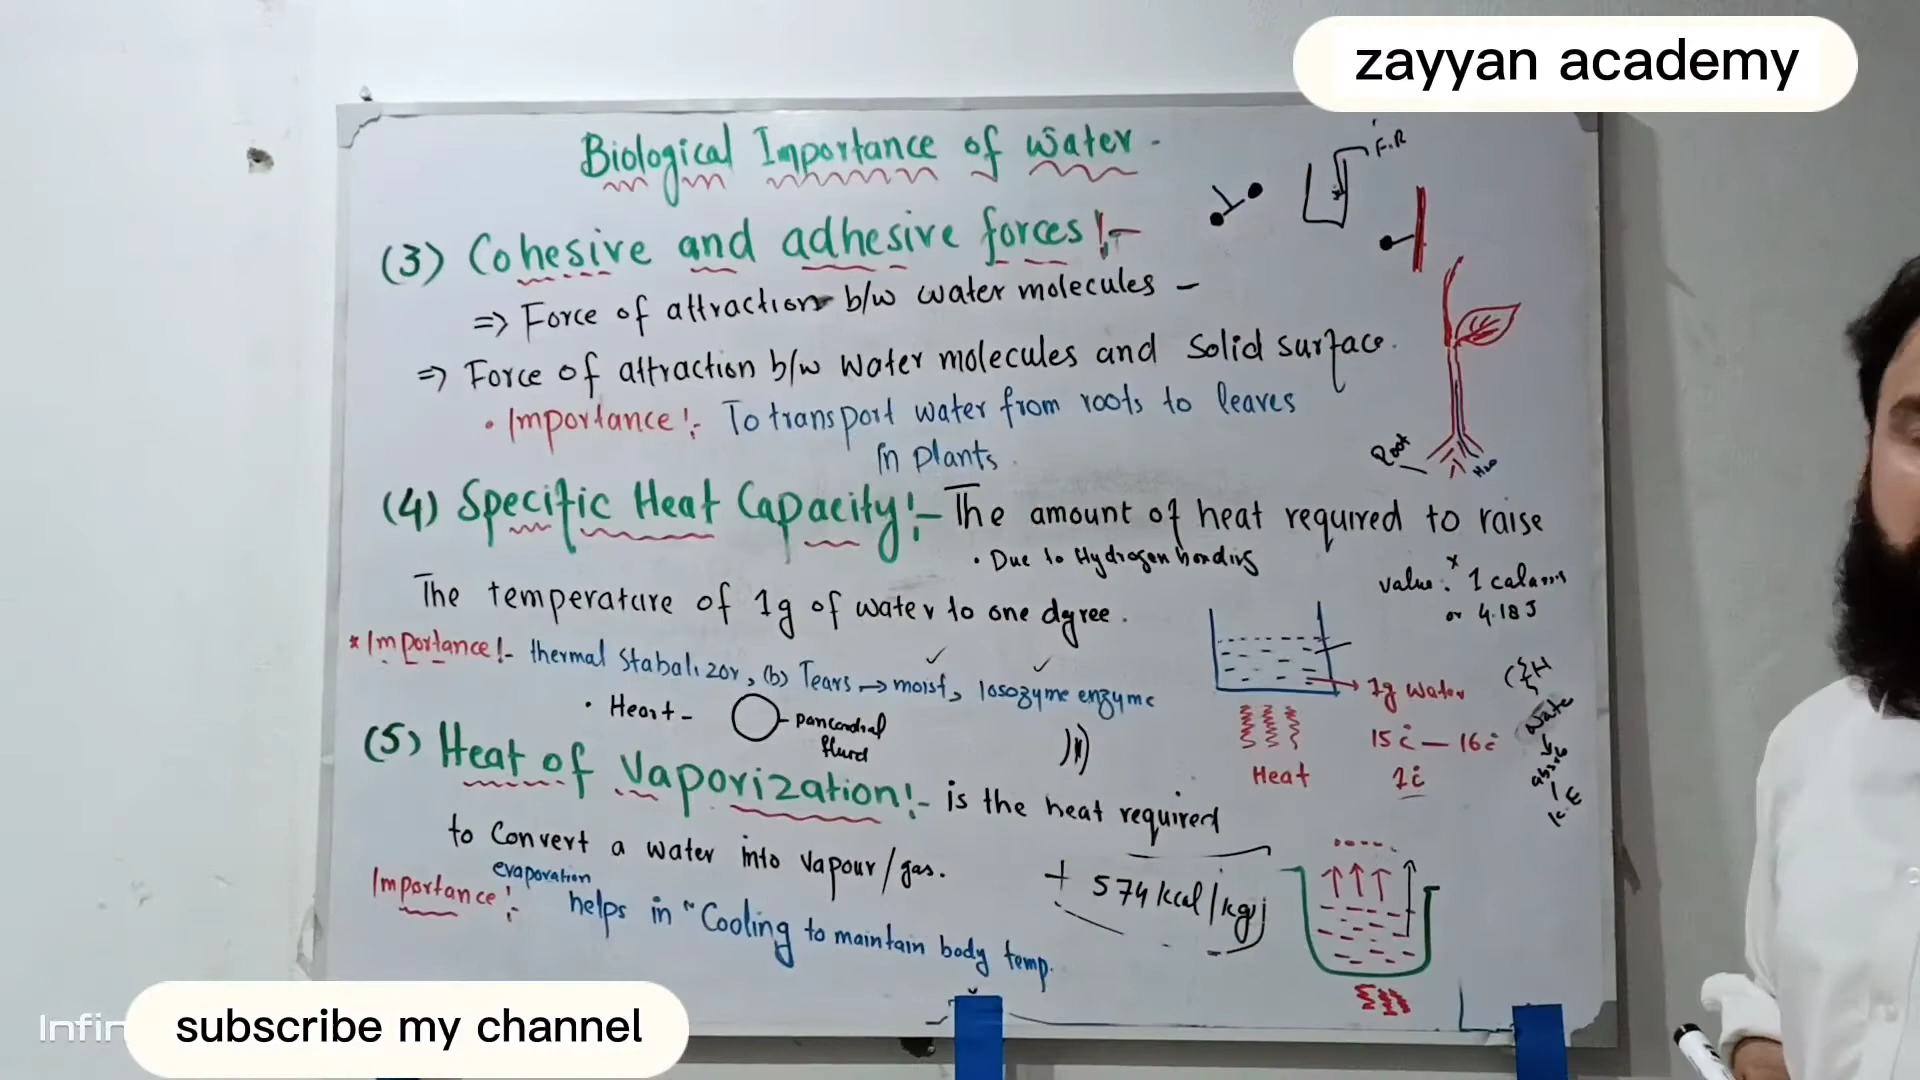 zayyan academy
Biological Importance of water.
F.R
(3) Cohesive and adhesive forces!-
=> Force of attraction b/w water molecules -
=> Force of attraction b/w water molecules and Solid surface.
• Importance!: To transport water from roots to leaves
in plants.
Root
H2O
(4) Specific Heat Capacity!- The amount of heat required to raise
• Due to Hydrogen bonding
The temperature of 1g of water to one dgree.
value: 1
or 4.18 J
* Importance!- thermal Stabalizor, (b) Tears → moist, losozyme enzyme
1g water
• Heart -
fluid
15 - 16
Heat
(5) Heat of Vaporization!- is the heat required
to Convert a water into vapour/gas.
evaporation
Importance!: helps in "Cooling to maintain body temp.
+ 574 kcal/kg
wate
K.E
Infin
subscribe my channel